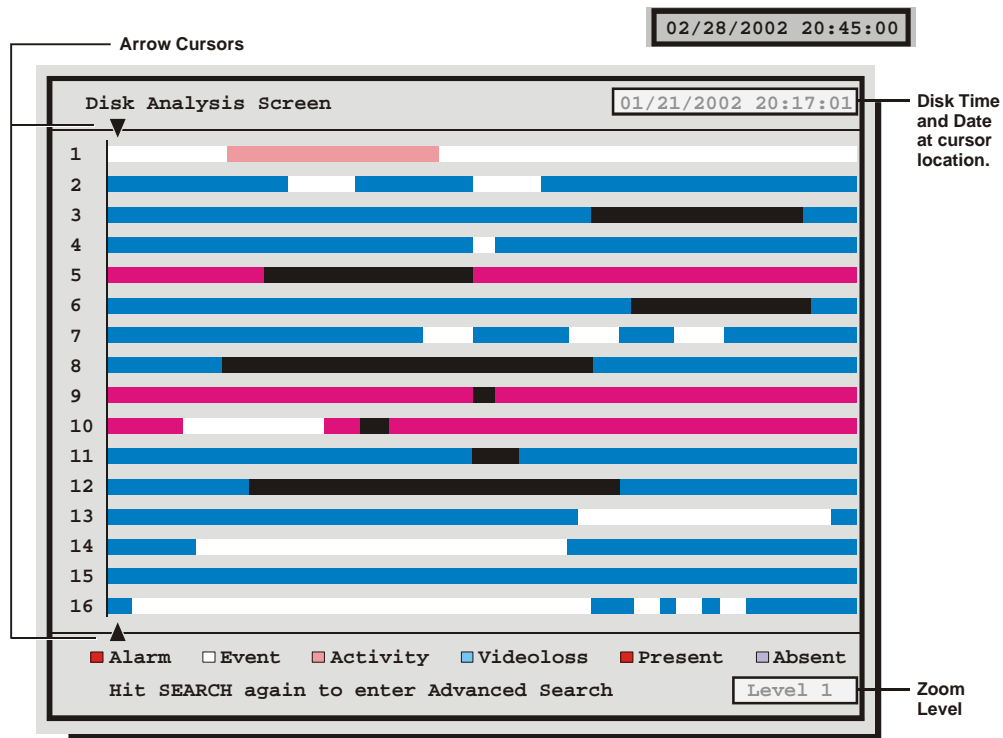 02/28/2002 20:45:00
Arrow Cursors
Disk Analysis Screen
01/21/2002 20:17:01
Disk Time
and Date
at cursor
location.
1
2
3
4
5
6
7
8
9
10
11
12
13
14
15
16
Alarm Event Activity Videoloss Present Absent
Hit SEARCH again to enter Advanced Search
Level 1
Zoom
Level